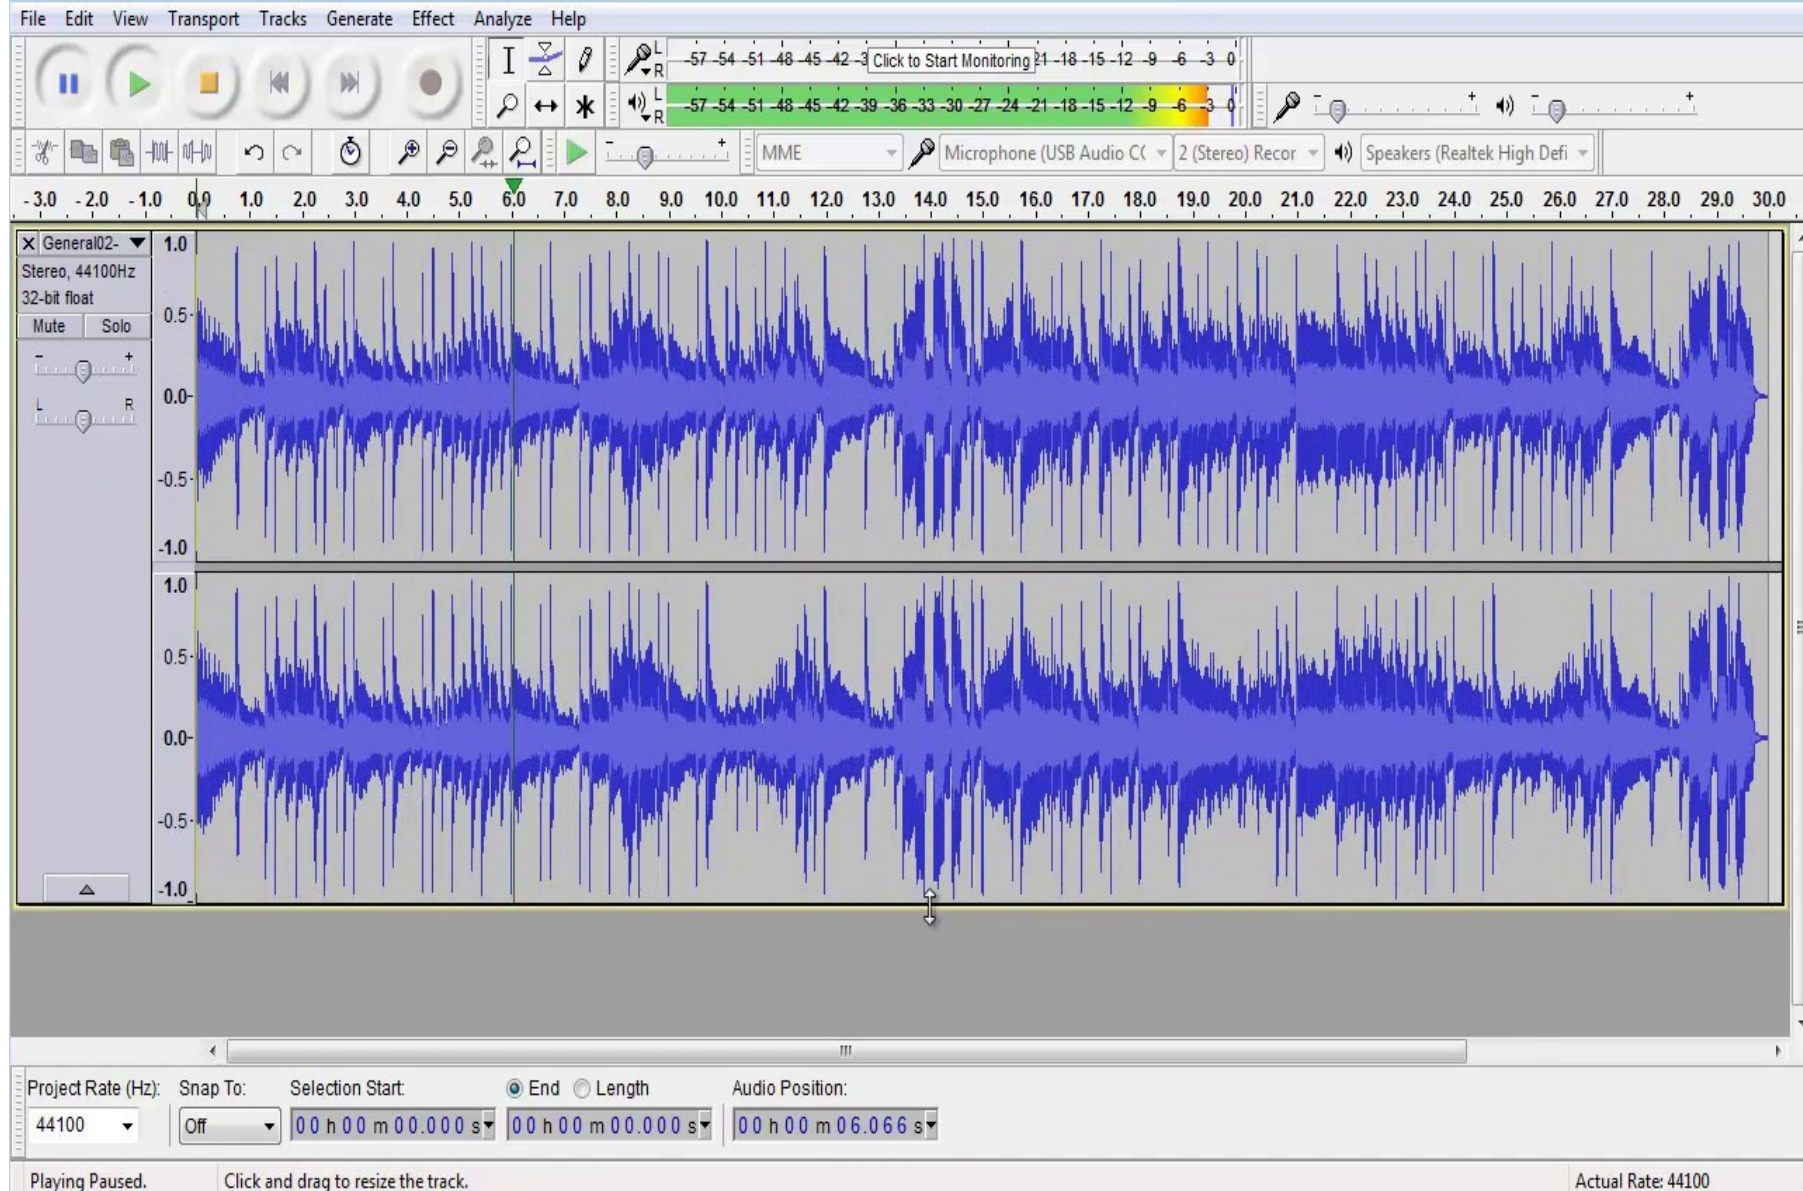 File Edit View Transport Tracks Generate Effect Analyze Help
L R -57 -54 -51 -48 -45 -42 -3 Click to Start Monitoring 21 -18 -15 -12 -9 -6 -3 0
L R -57 -54 -51 -48 -45 -42 -39 -36 -33 -30 -27 -24 -21 -18 -15 -12 -9 -6 -3 0 - + - +
- + MME Microphone (USB Audio C( 2 (Stereo) Recor Speakers (Realtek High Defi
-3.0 -2.0 -1.0 0.0 1.0 2.0 3.0 4.0 5.0 6.0 7.0 8.0 9.0 10.0 11.0 12.0 13.0 14.0 15.0 16.0 17.0 18.0 19.0 20.0 21.0 22.0 23.0 24.0 25.0 26.0 27.0 28.0 29.0 30.0
X General02- 1.0
Stereo, 44100Hz
32-bit float
Mute Solo 0.5
- +
L R 0.0
-0.5
-1.0
1.0
0.5
0.0
-0.5
-1.0
Project Rate (Hz): Snap To: Selection Start: End Length Audio Position:
44100 Off 00 h 00 m 00.000 s 00 h 00 m 00.000 s 00 h 00 m 06.066 s
Playing Paused. Click and drag to resize the track. Actual Rate: 44100